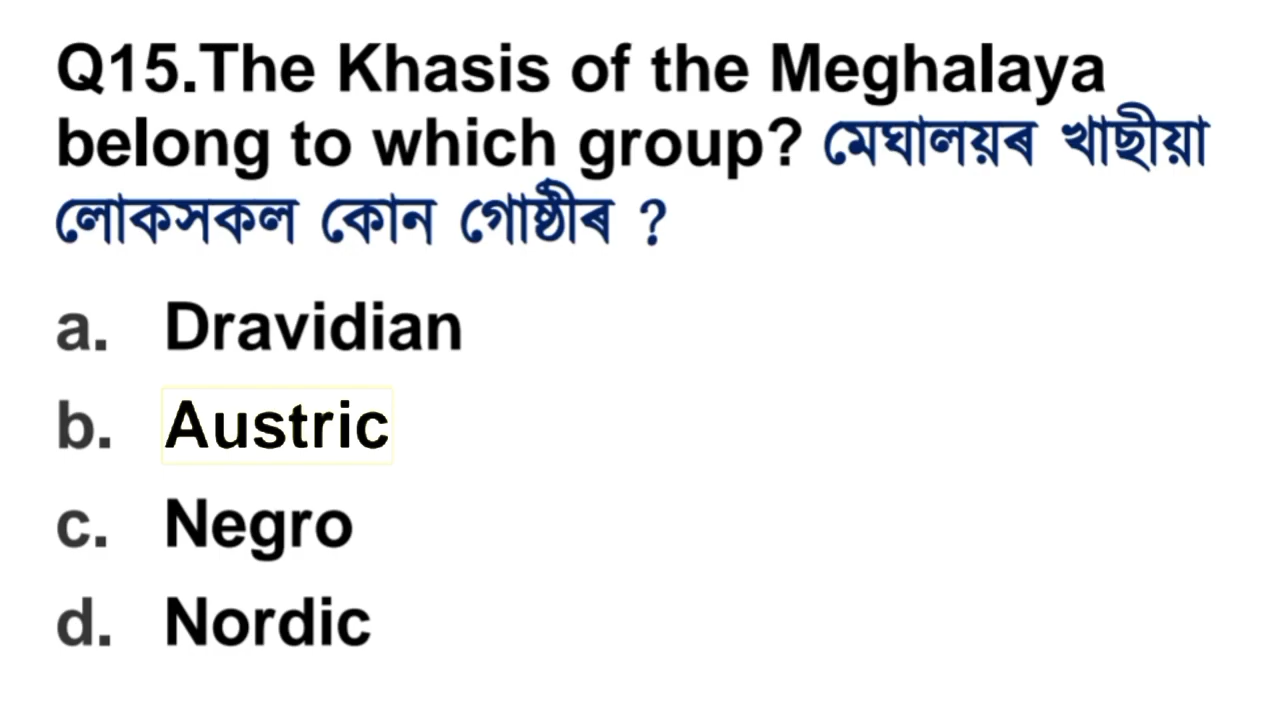 Q15.The Khasis of the Meghalaya
belong to which group? মেঘালয়ৰ খাছীয়া
লোকসকল কোন গোষ্ঠীৰ ?
a. Dravidian
b. Austric
c. Negro
d. Nordic